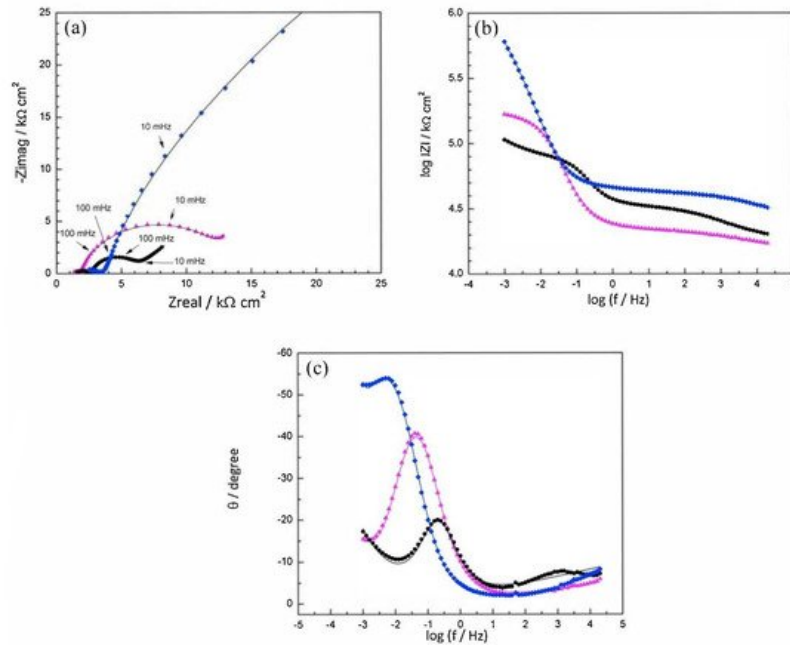 (a)
25
20
15
10
5
0
-Zimag / kΩ cm²
10 mHz
100 mHz
10 mHz
100 mHz
100 mHz
10 mHz
0 5 10 15 20 25
Zreal / kΩ cm²
(b)
6.0
5.5
5.0
4.5
4.0
log IZI / kΩ cm²
-4 -3 -2 -1 0 1 2 3 4 5
log (f / Hz)
(c)
-60
-50
-40
-30
-20
-10
0
θ / degree
-4 -3 -2 -1 0 1 2 3 4 5
log (f / Hz)